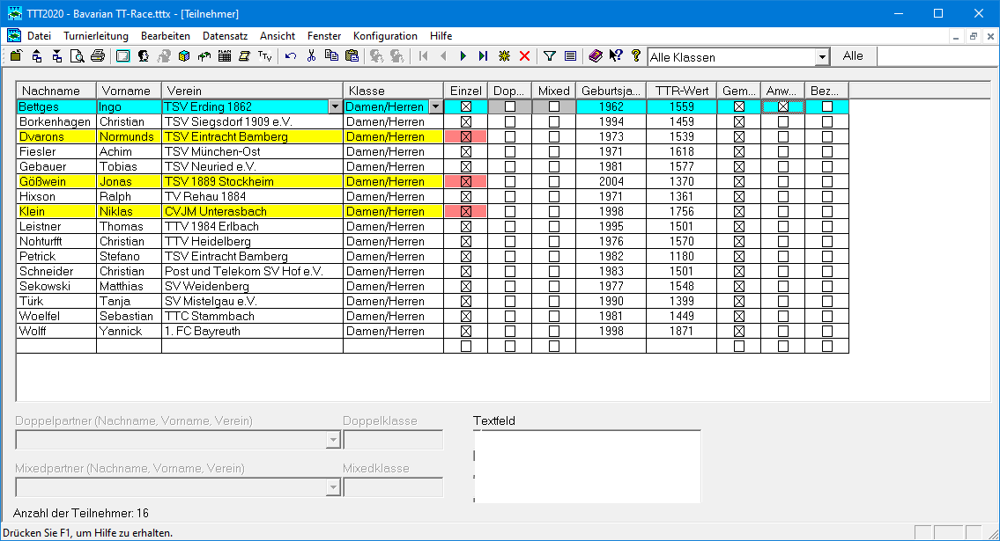 TTT2020 - Bavarian TT-Race.tttx - [Teilnehmer]
Datei Turnierleitung Bearbeiten Datensatz Ansicht Fenster Konfiguration Hilfe
Alle Klassen Alle
Nachname Vorname Verein Klasse Einzel Dop... Mixed Geburtsja... TTR-Wert Gem... Anw... Bez...
Bettges Ingo TSV Erding 1862 Damen/Herren 1962 1559
Borkenhagen Christian TSV Siegsdorf 1909 e.V. Damen/Herren 1994 1459
Dvarons Normunds TSV Eintracht Bamberg Damen/Herren 1973 1539
Fiesler Achim TSV München-Ost Damen/Herren 1971 1618
Gebauer Tobias TSV Neuried e.V. Damen/Herren 1981 1577
Gößwein Jonas TSV 1889 Stockheim Damen/Herren 2004 1370
Hixson Ralph TV Rehau 1884 Damen/Herren 1971 1361
Klein Niklas CVJM Unterasbach Damen/Herren 1998 1756
Leistner Thomas TTV 1984 Erlbach Damen/Herren 1995 1501
Nohturfft Christian TTV Heidelberg Damen/Herren 1976 1570
Petrick Stefano TSV Eintracht Bamberg Damen/Herren 1982 1180
Schneider Christian Post und Telekom SV Hof e.V. Damen/Herren 1983 1501
Sekowski Matthias SV Weidenberg Damen/Herren 1977 1548
Türk Tanja SV Mistelgau e.V. Damen/Herren 1990 1399
Woelfel Sebastian TTC Stammbach Damen/Herren 1981 1449
Wolff Yannick 1. FC Bayreuth Damen/Herren 1998 1871
Doppelpartner (Nachname, Vorname, Verein) Doppelklasse Textfeld
Mixedpartner (Nachname, Vorname, Verein) Mixedklasse
Anzahl der Teilnehmer: 16
Drücken Sie F1, um Hilfe zu erhalten.